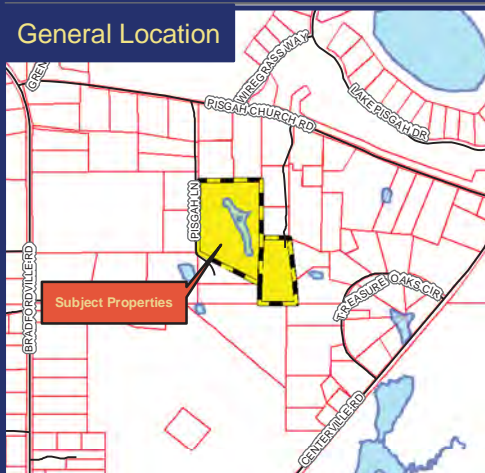 General Location
GREN
WIREGRASS WAY
LAKE PISGAH DR
PISGAH CHURCH RD
PISGAH LN
BRADFORDVILLE RD
Subject Properties
TREASURE OAKS CIR
CENTERVILLE RD